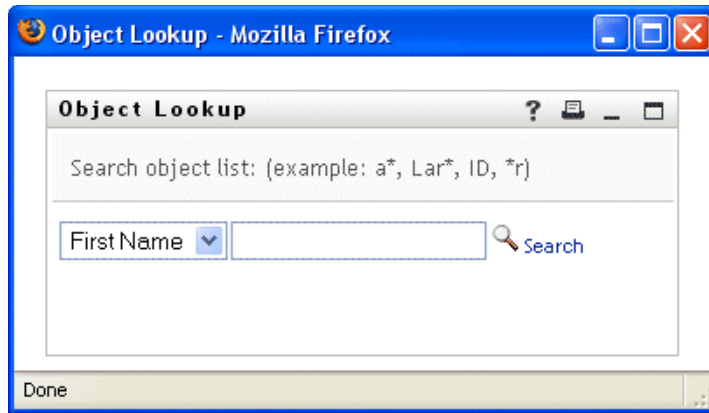 Object Lookup - Mozilla Firefox
Object Lookup ?
Search object list: (example: a*, Lar*, ID, *r)
First Name Search
Done